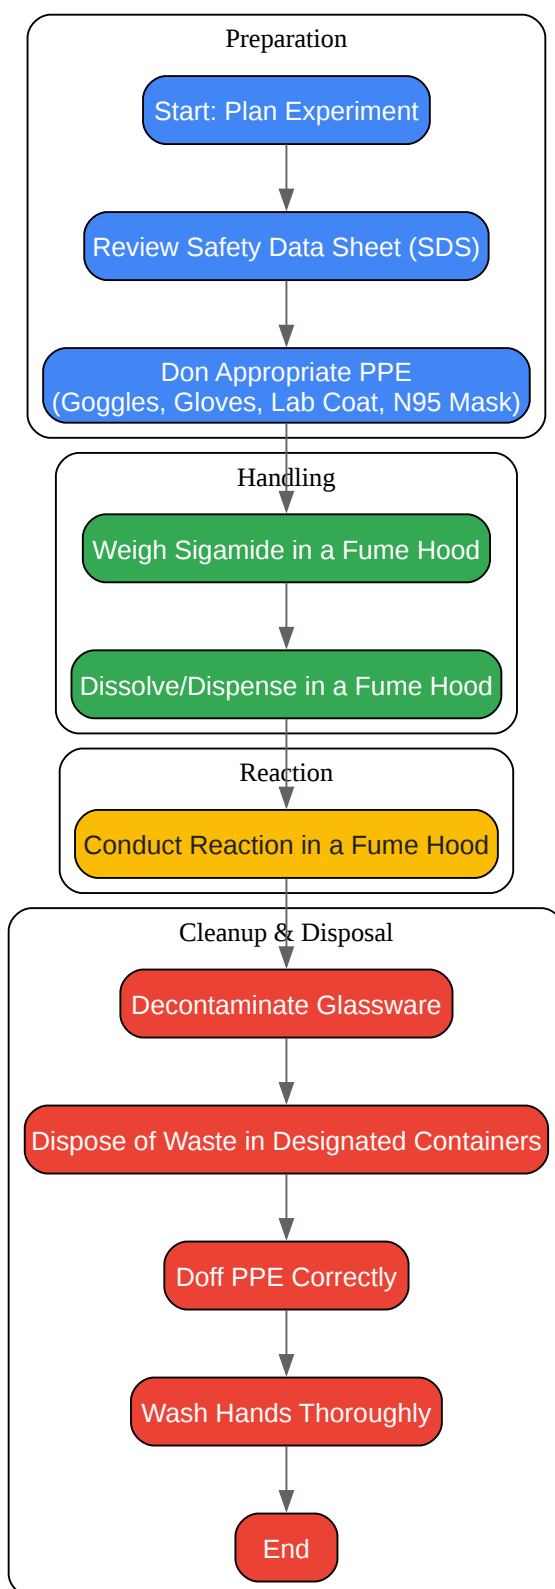 Preparation
Start: Plan Experiment
Review Safety Data Sheet (SDS)
Don Appropriate PPE
(Goggles, Gloves, Lab Coat, N95 Mask)
Handling
Weigh Sigamide in a Fume Hood
Dissolve/Dispense in a Fume Hood
Reaction
Conduct Reaction in a Fume Hood
Cleanup & Disposal
Decontaminate Glassware
Dispose of Waste in Designated Containers
Doff PPE Correctly
Wash Hands Thoroughly
End